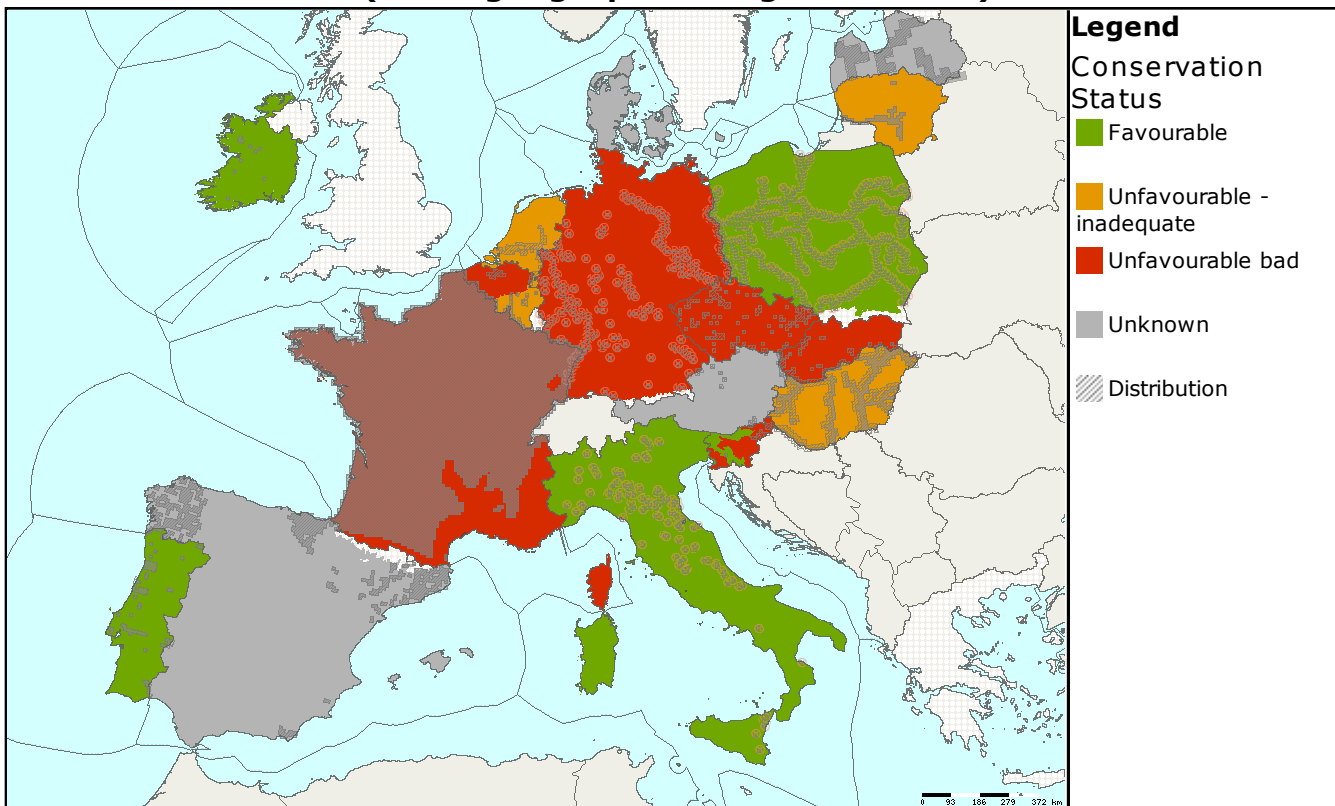 Legend
Conservation
Status
Favourable
Unfavourable -
inadequate
Unfavourable bad
Unknown
Distribution
0 93 186 279 372 km